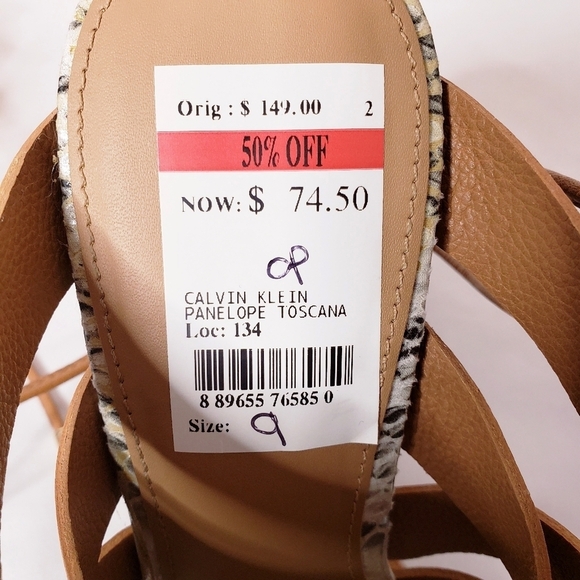 Orig : $ 149.00 2
50% OFF
NOW: $ 74.50
CALVIN KLEIN
PANELOPE TOSCANA
Loc: 134
8 89655 76585 0
Size: 9